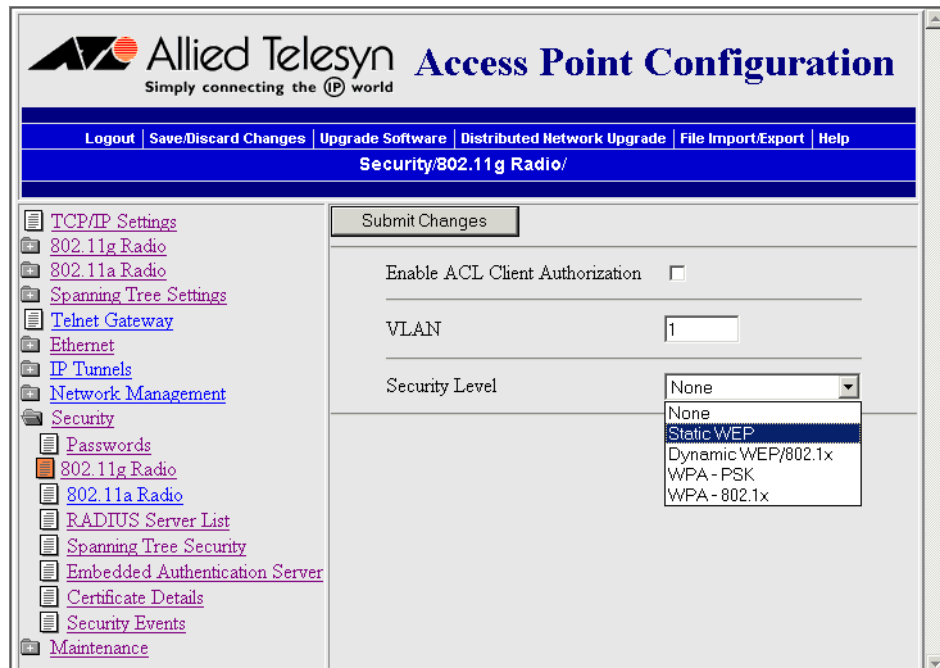 Allied Telesyn
Simply connecting the IP world
Access Point Configuration
Logout | Save/Discard Changes | Upgrade Software | Distributed Network Upgrade | File Import/Export | Help
Security/802.11g Radio/
TCP/IP Settings
802.11g Radio
802.11a Radio
Spanning Tree Settings
Telnet Gateway
Ethernet
IP Tunnels
Network Management
Security
Passwords
802.11g Radio
802.11a Radio
RADIUS Server List
Spanning Tree Security
Embedded Authentication Server
Certificate Details
Security Events
Maintenance
Submit Changes
Enable ACL Client Authorization
VLAN 1
Security Level None
None
Static WEP
Dynamic WEP/802.1x
WPA - PSK
WPA - 802.1x